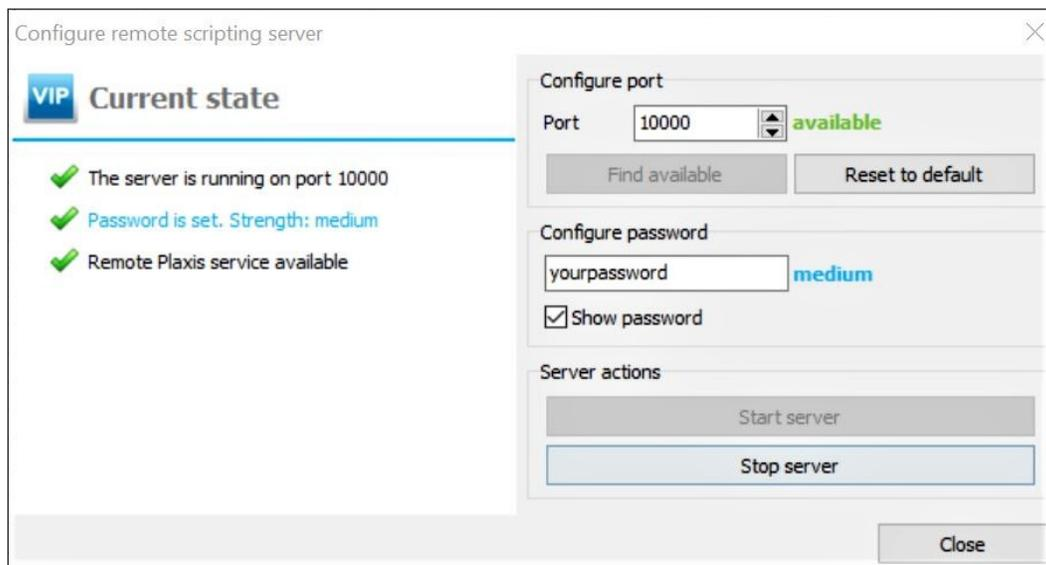 Configure remote scripting server
VIP Current state
The server is running on port 10000
Password is set. Strength: medium
Remote Plaxis service available
Configure port
Port 10000 available
Find available Reset to default
Configure password
yourpassword medium
Show password
Server actions
Start server
Stop server
Close